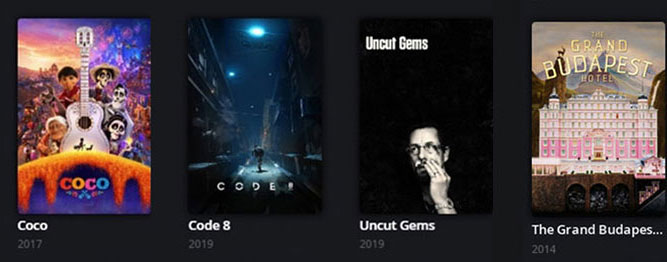 COCO
CODE 8
Uncut Gems
THE
GRAND
BUDAPEST
HOTEL
Coco
2017
Code 8
2019
Uncut Gems
2019
The Grand Budapes...
2014